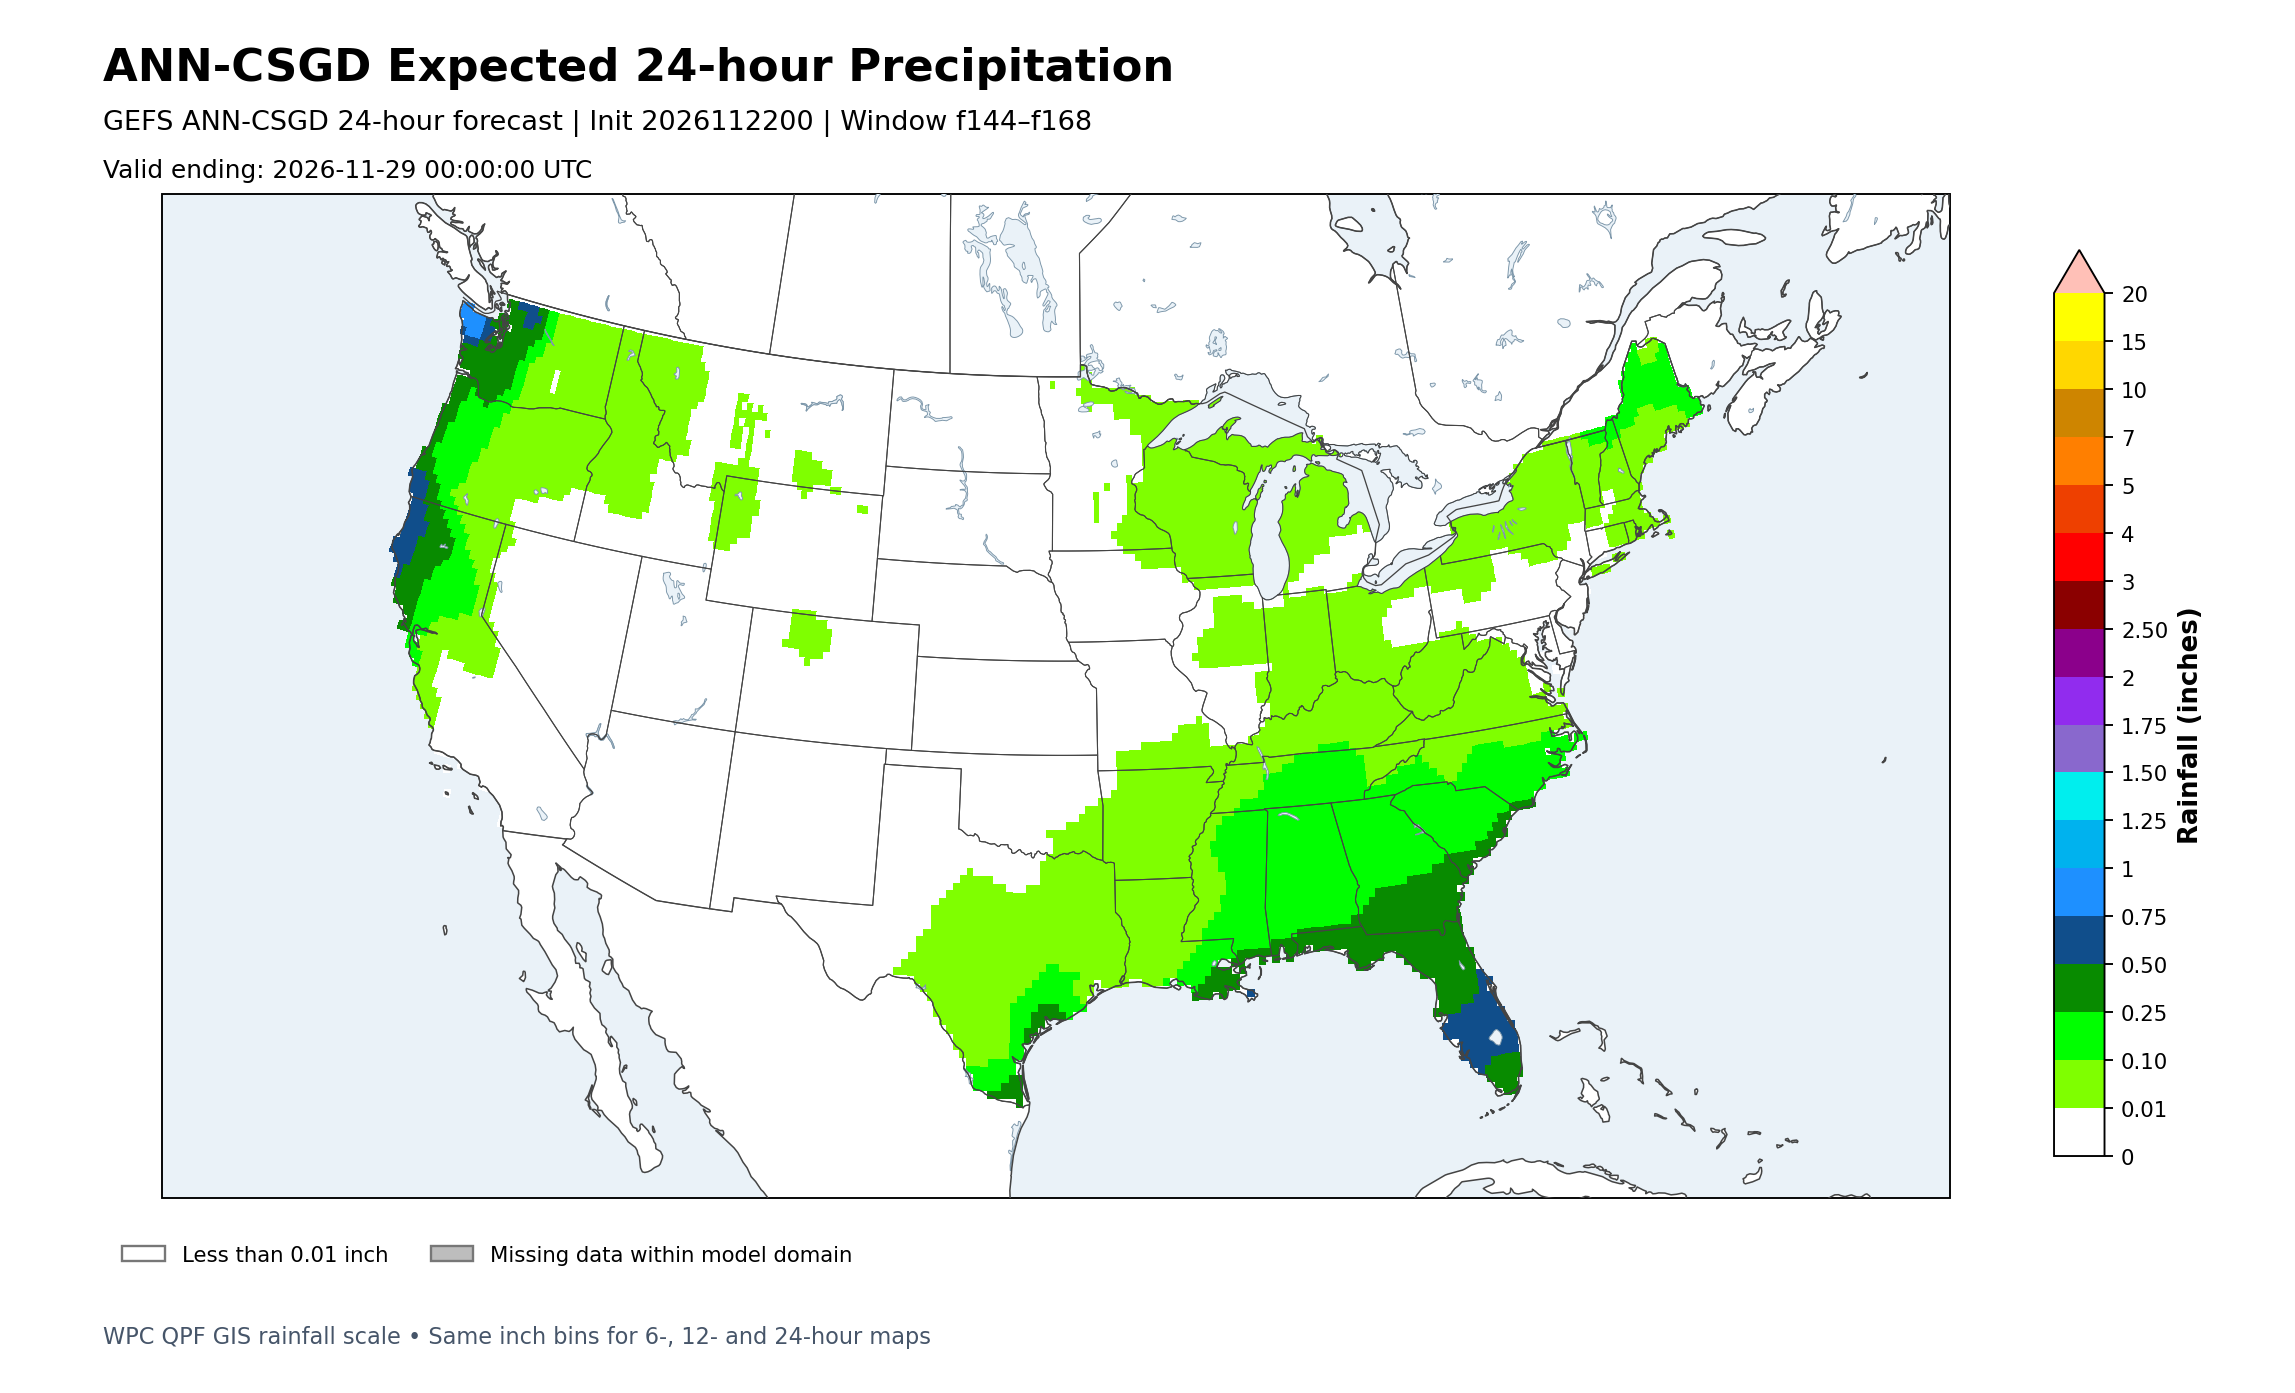 ANN-CSGD Expected 24-hour Precipitation
GEFS ANN-CSGD 24-hour forecast | Init 2026112200 | Window f144–f168
Valid ending: 2026-11-29 00:00:00 UTC
20
15
10
7
5
4
3
2.50
2
1.75
1.50
1.25
1
0.75
0.50
0.25
0.10
0.01
0
Rainfall (inches)
Less than 0.01 inch
Missing data within model domain
WPC QPF GIS rainfall scale • Same inch bins for 6-, 12- and 24-hour maps